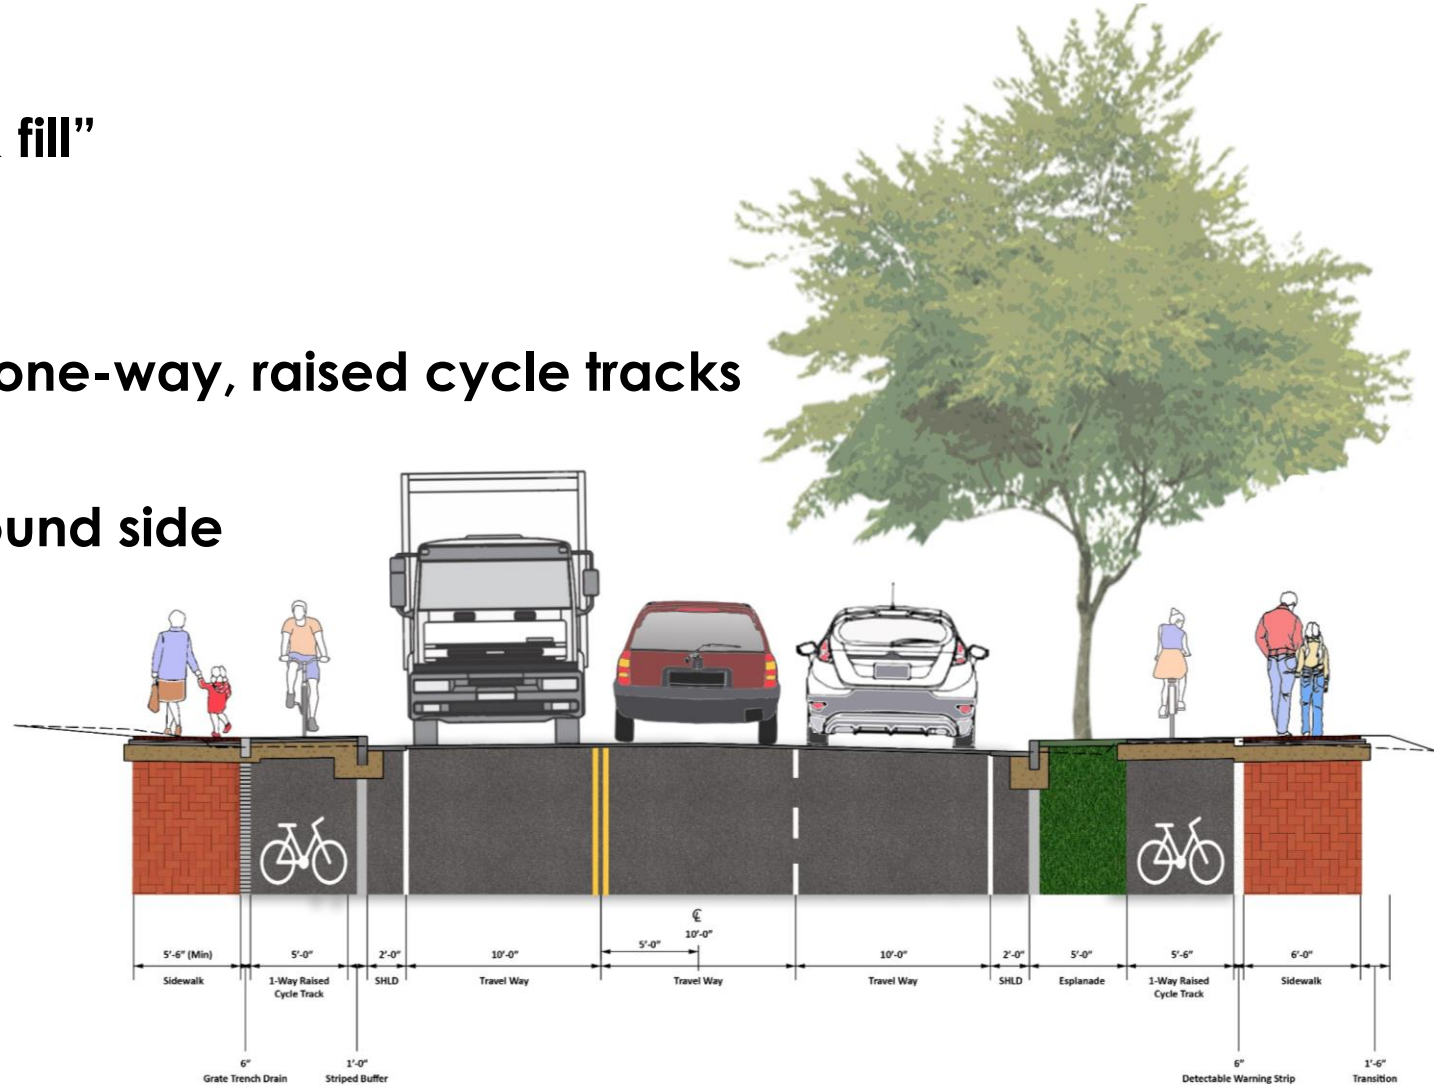 fill”
one-way, raised cycle tracks
ound side
℄
5'-6" (Min)
5'-0"
2'-0"
10'-0"
5'-0"
10'-0"
10'-0"
2'-0"
5'-0"
5'-6"
6'-0"
Sidewalk
1-Way Raised
Cycle Track
SHLD
Travel Way
Travel Way
Travel Way
SHLD
Esplanade
1-Way Raised
Cycle Track
Sidewalk
6"
Grate Trench Drain
1'-0"
Striped Buffer
6"
Detectable Warning Strip
1'-6"
Transition